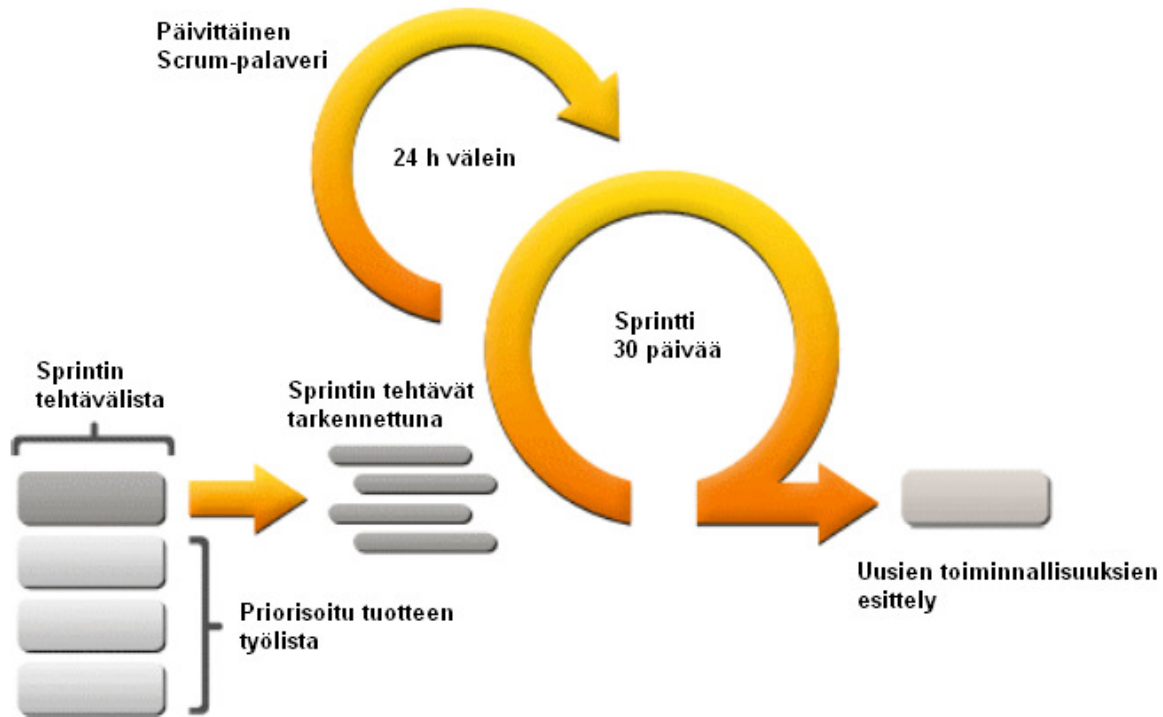 Päivittäinen
Scrum-palaveri
24 h välein
Sprintti
30 päivää
Sprintin
tehtävälista
Sprintin tehtävät
tarkennettuna
Priorisoitu tuotteen
työlista
Uusien toiminnallisuuksien
esittely